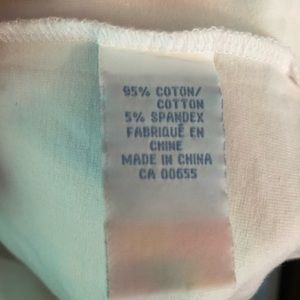 95% COTON/
COTTON
5% SPANDEX
FABRIQUÉ EN
CHINE
MADE IN CHINA
CA 00655